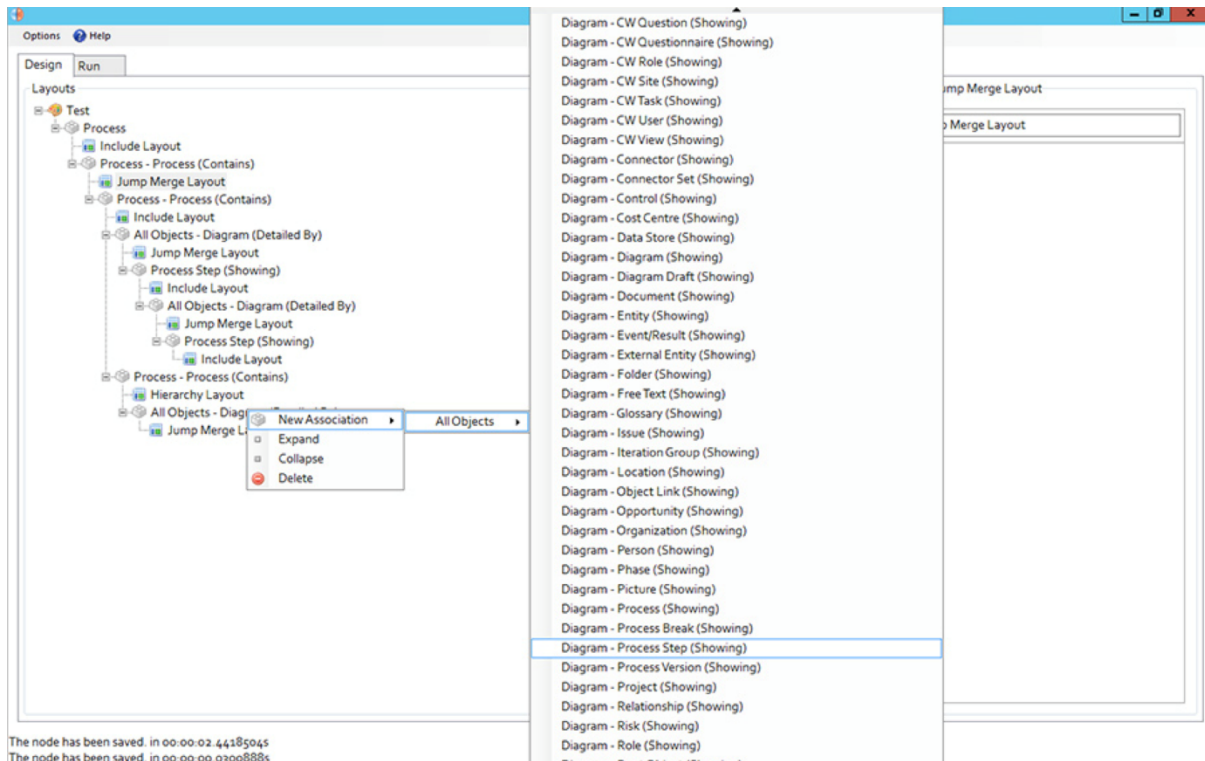 Options Help
Design Run
Layouts
Test
Process
Include Layout
Process - Process (Contains)
Jump Merge Layout
Process - Process (Contains)
Include Layout
All Objects - Diagram (Detailed By)
Jump Merge Layout
Process Step (Showing)
Include Layout
All Objects - Diagram (Detailed By)
Jump Merge Layout
Process Step (Showing)
Include Layout
Process - Process (Contains)
Hierarchy Layout
All Objects - Diag
Jump Merge L
New Association
Expand
Collapse
Delete
All Objects
Diagram - CW Question (Showing)
Diagram - CW Questionnaire (Showing)
Diagram - CW Role (Showing)
Diagram - CW Site (Showing)
Diagram - CW Task (Showing)
Diagram - CW User (Showing)
Diagram - CW View (Showing)
Diagram - Connector (Showing)
Diagram - Connector Set (Showing)
Diagram - Control (Showing)
Diagram - Cost Centre (Showing)
Diagram - Data Store (Showing)
Diagram - Diagram (Showing)
Diagram - Diagram Draft (Showing)
Diagram - Document (Showing)
Diagram - Entity (Showing)
Diagram - Event/Result (Showing)
Diagram - External Entity (Showing)
Diagram - Folder (Showing)
Diagram - Free Text (Showing)
Diagram - Glossary (Showing)
Diagram - Issue (Showing)
Diagram - Iteration Group (Showing)
Diagram - Location (Showing)
Diagram - Object Link (Showing)
Diagram - Opportunity (Showing)
Diagram - Organization (Showing)
Diagram - Person (Showing)
Diagram - Phase (Showing)
Diagram - Picture (Showing)
Diagram - Process (Showing)
Diagram - Process Break (Showing)
Diagram - Process Step (Showing)
Diagram - Process Version (Showing)
Diagram - Project (Showing)
Diagram - Relationship (Showing)
Diagram - Risk (Showing)
Diagram - Role (Showing)
ump Merge Layout
Merge Layout
The node has been saved. in 00:00:02.4418504s
The node has been saved. in 00:00:00.0300888s